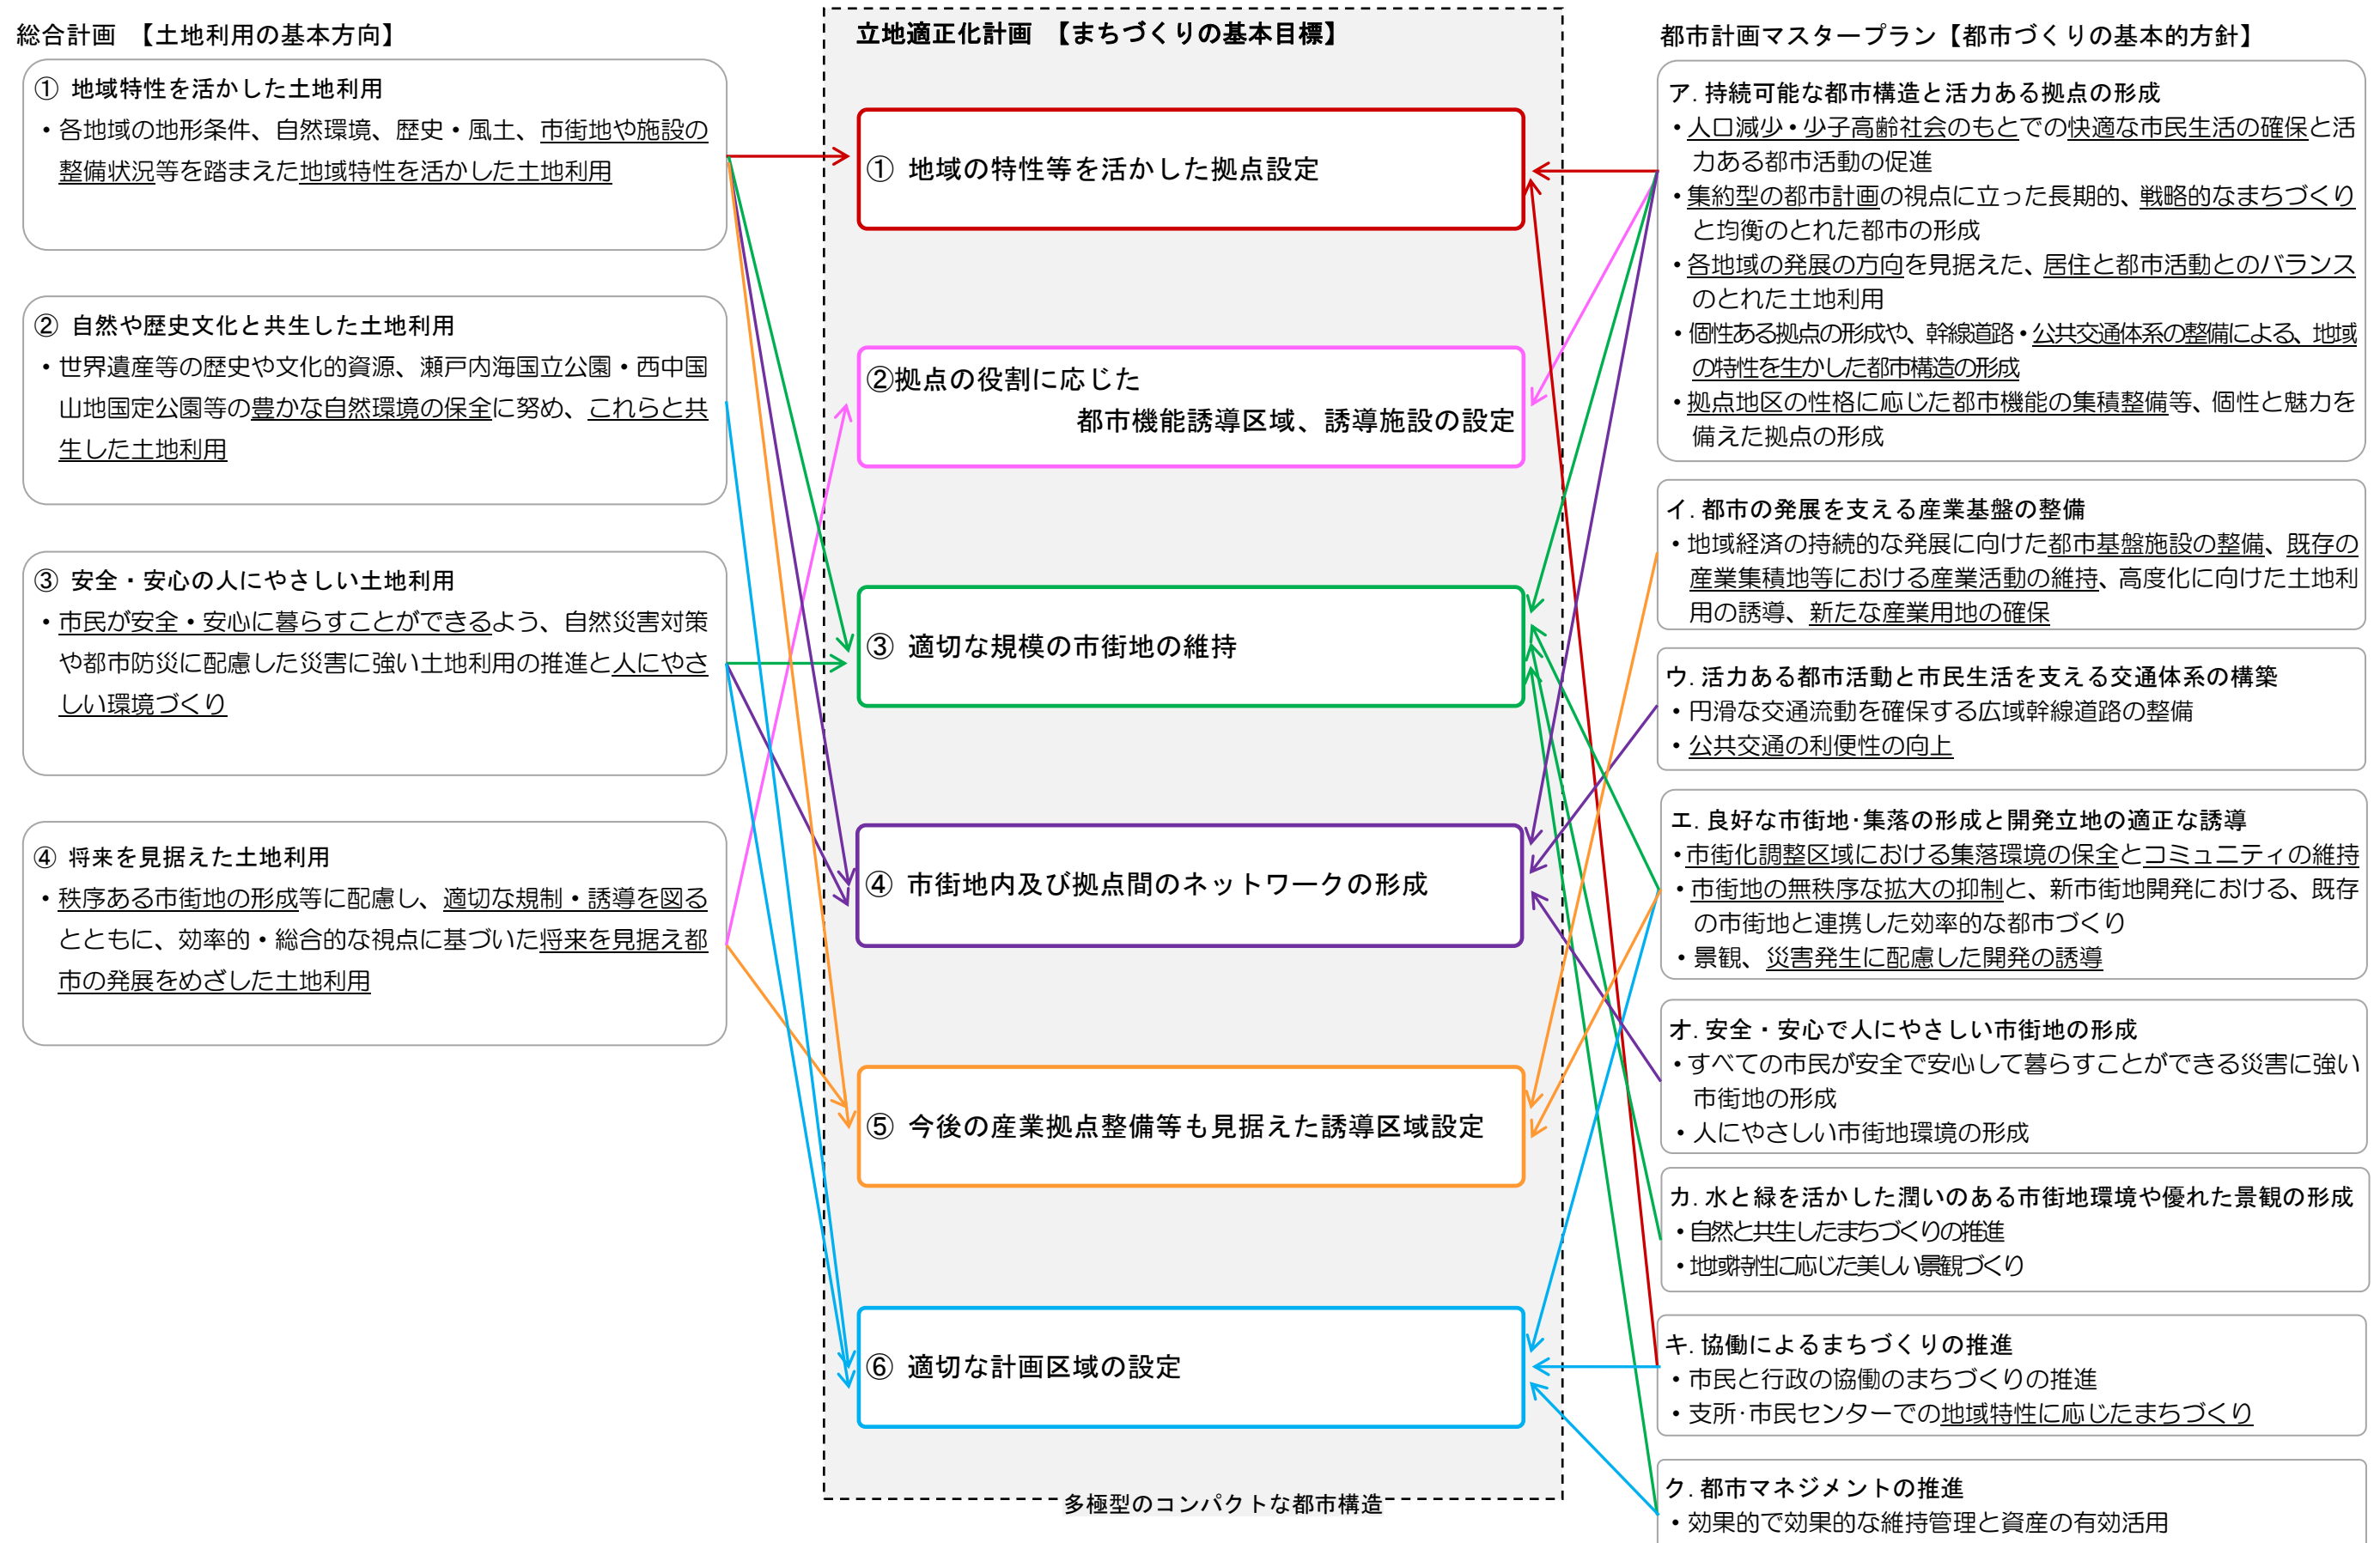 総合計画 【土地利用の基本方向】
① 地域特性を活かした土地利用
・各地域の地形条件、自然環境、歴史・風土、市街地や施設の
整備状況等を踏まえた地域特性を活かした土地利用
② 自然や歴史文化と共生した土地利用
・世界遺産等の歴史や文化的資源、瀬戸内海国立公園・西中国
山地国定公園等の豊かな自然環境の保全に努め、これらと共
生した土地利用
③ 安全・安心の人にやさしい土地利用
・市民が安全・安心に暮らすことができるよう、自然災害対策
や都市防災に配慮した災害に強い土地利用の推進と人にやさ
しい環境づくり
④ 将来を見据えた土地利用
・秩序ある市街地の形成等に配慮し、適切な規制・誘導を図る
とともに、効率的・総合的な視点に基づいた将来を見据え都
市の発展をめざした土地利用
立地適正化計画 【まちづくりの基本目標】
① 地域の特性等を活かした拠点設定
②拠点の役割に応じた
都市機能誘導区域、誘導施設の設定
③ 適切な規模の市街地の維持
④ 市街地内及び拠点間のネットワークの形成
⑤ 今後の産業拠点整備等も見据えた誘導区域設定
⑥ 適切な計画区域の設定
多極型のコンパクトな都市構造
都市計画マスタープラン【都市づくりの基本的方針】
ア.持続可能な都市構造と活力ある拠点の形成
・人口減少・少子高齢社会のもとでの快適な市民生活の確保と活
力ある都市活動の促進
・集約型の都市計画の視点に立った長期的、戦略的なまちづくり
と均衡のとれた都市の形成
・各地域の発展の方向を見据えた、居住と都市活動とのバランス
のとれた土地利用
・個性ある拠点の形成や、幹線道路・公共交通体系の整備による、地域
の特性を生かした都市構造の形成
・拠点地区の性格に応じた都市機能の集積整備等、個性と魅力を
備えた拠点の形成
イ.都市の発展を支える産業基盤の整備
・地域経済の持続的な発展に向けた都市基盤施設の整備、既存の
産業集積地等における産業活動の維持、高度化に向けた土地利
用の誘導、新たな産業用地の確保
ウ.活力ある都市活動と市民生活を支える交通体系の構築
・円滑な交通流動を確保する広域幹線道路の整備
・公共交通の利便性の向上
エ.良好な市街地･集落の形成と開発立地の適正な誘導
・市街化調整区域における集落環境の保全とコミュニティの維持
・市街地の無秩序な拡大の抑制と、新市街地開発における、既存
の市街地と連携した効率的な都市づくり
・景観、災害発生に配慮した開発の誘導
オ.安全・安心で人にやさしい市街地の形成
・すべての市民が安全で安心して暮らすことができる災害に強い
市街地の形成
・人にやさしい市街地環境の形成
カ.水と緑を活かした潤いのある市街地環境や優れた景観の形成
・自然と共生したまちづくりの推進
・地域特性に応じた美しい景観づくり
キ.協働によるまちづくりの推進
・市民と行政の協働のまちづくりの推進
・支所･市民センターでの地域特性に応じたまちづくり
ク.都市マネジメントの推進
・効果的で効果的な維持管理と資産の有効活用